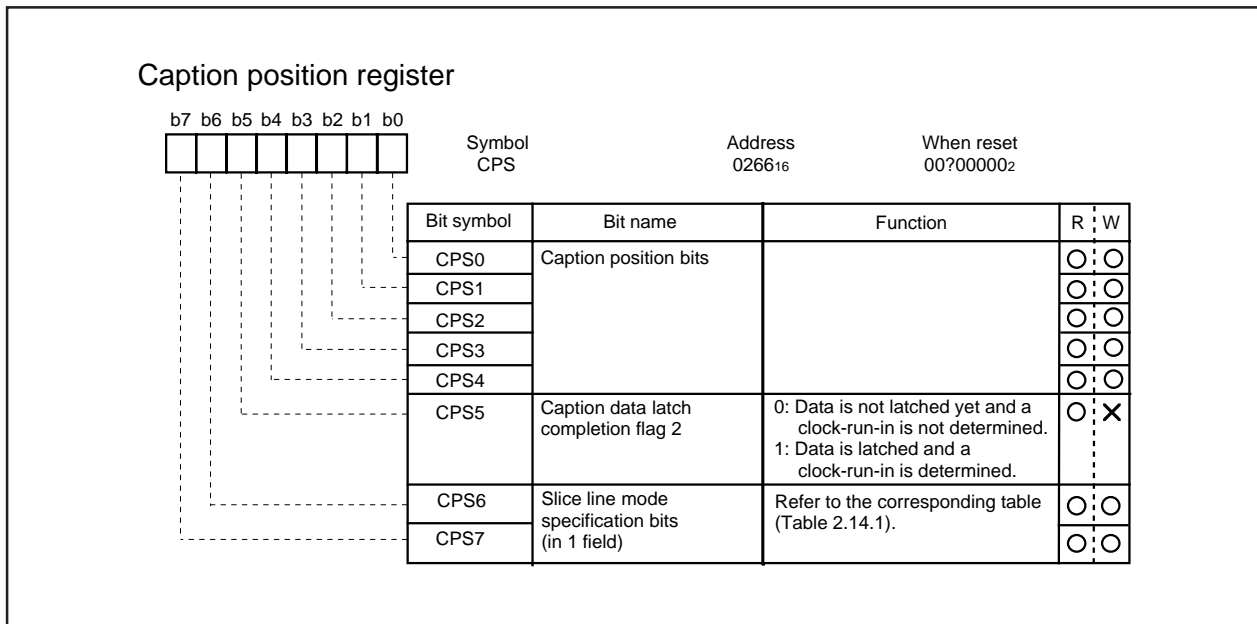 Caption position register
b7 b6 b5 b4 b3 b2 b1 b0
Symbol Address When reset
CPS 026616 00?000002
Bit symbol Bit name Function R W
CPS0 Caption position bits
CPS1
CPS2
CPS3
CPS4
CPS5 Caption data latch 0: Data is not latched yet and a
completion flag 2 clock-run-in is not determined.
1: Data is latched and a
clock-run-in is determined.
CPS6 Slice line mode Refer to the corresponding table
specification bits (Table 2.14.1).
CPS7 (in 1 field)